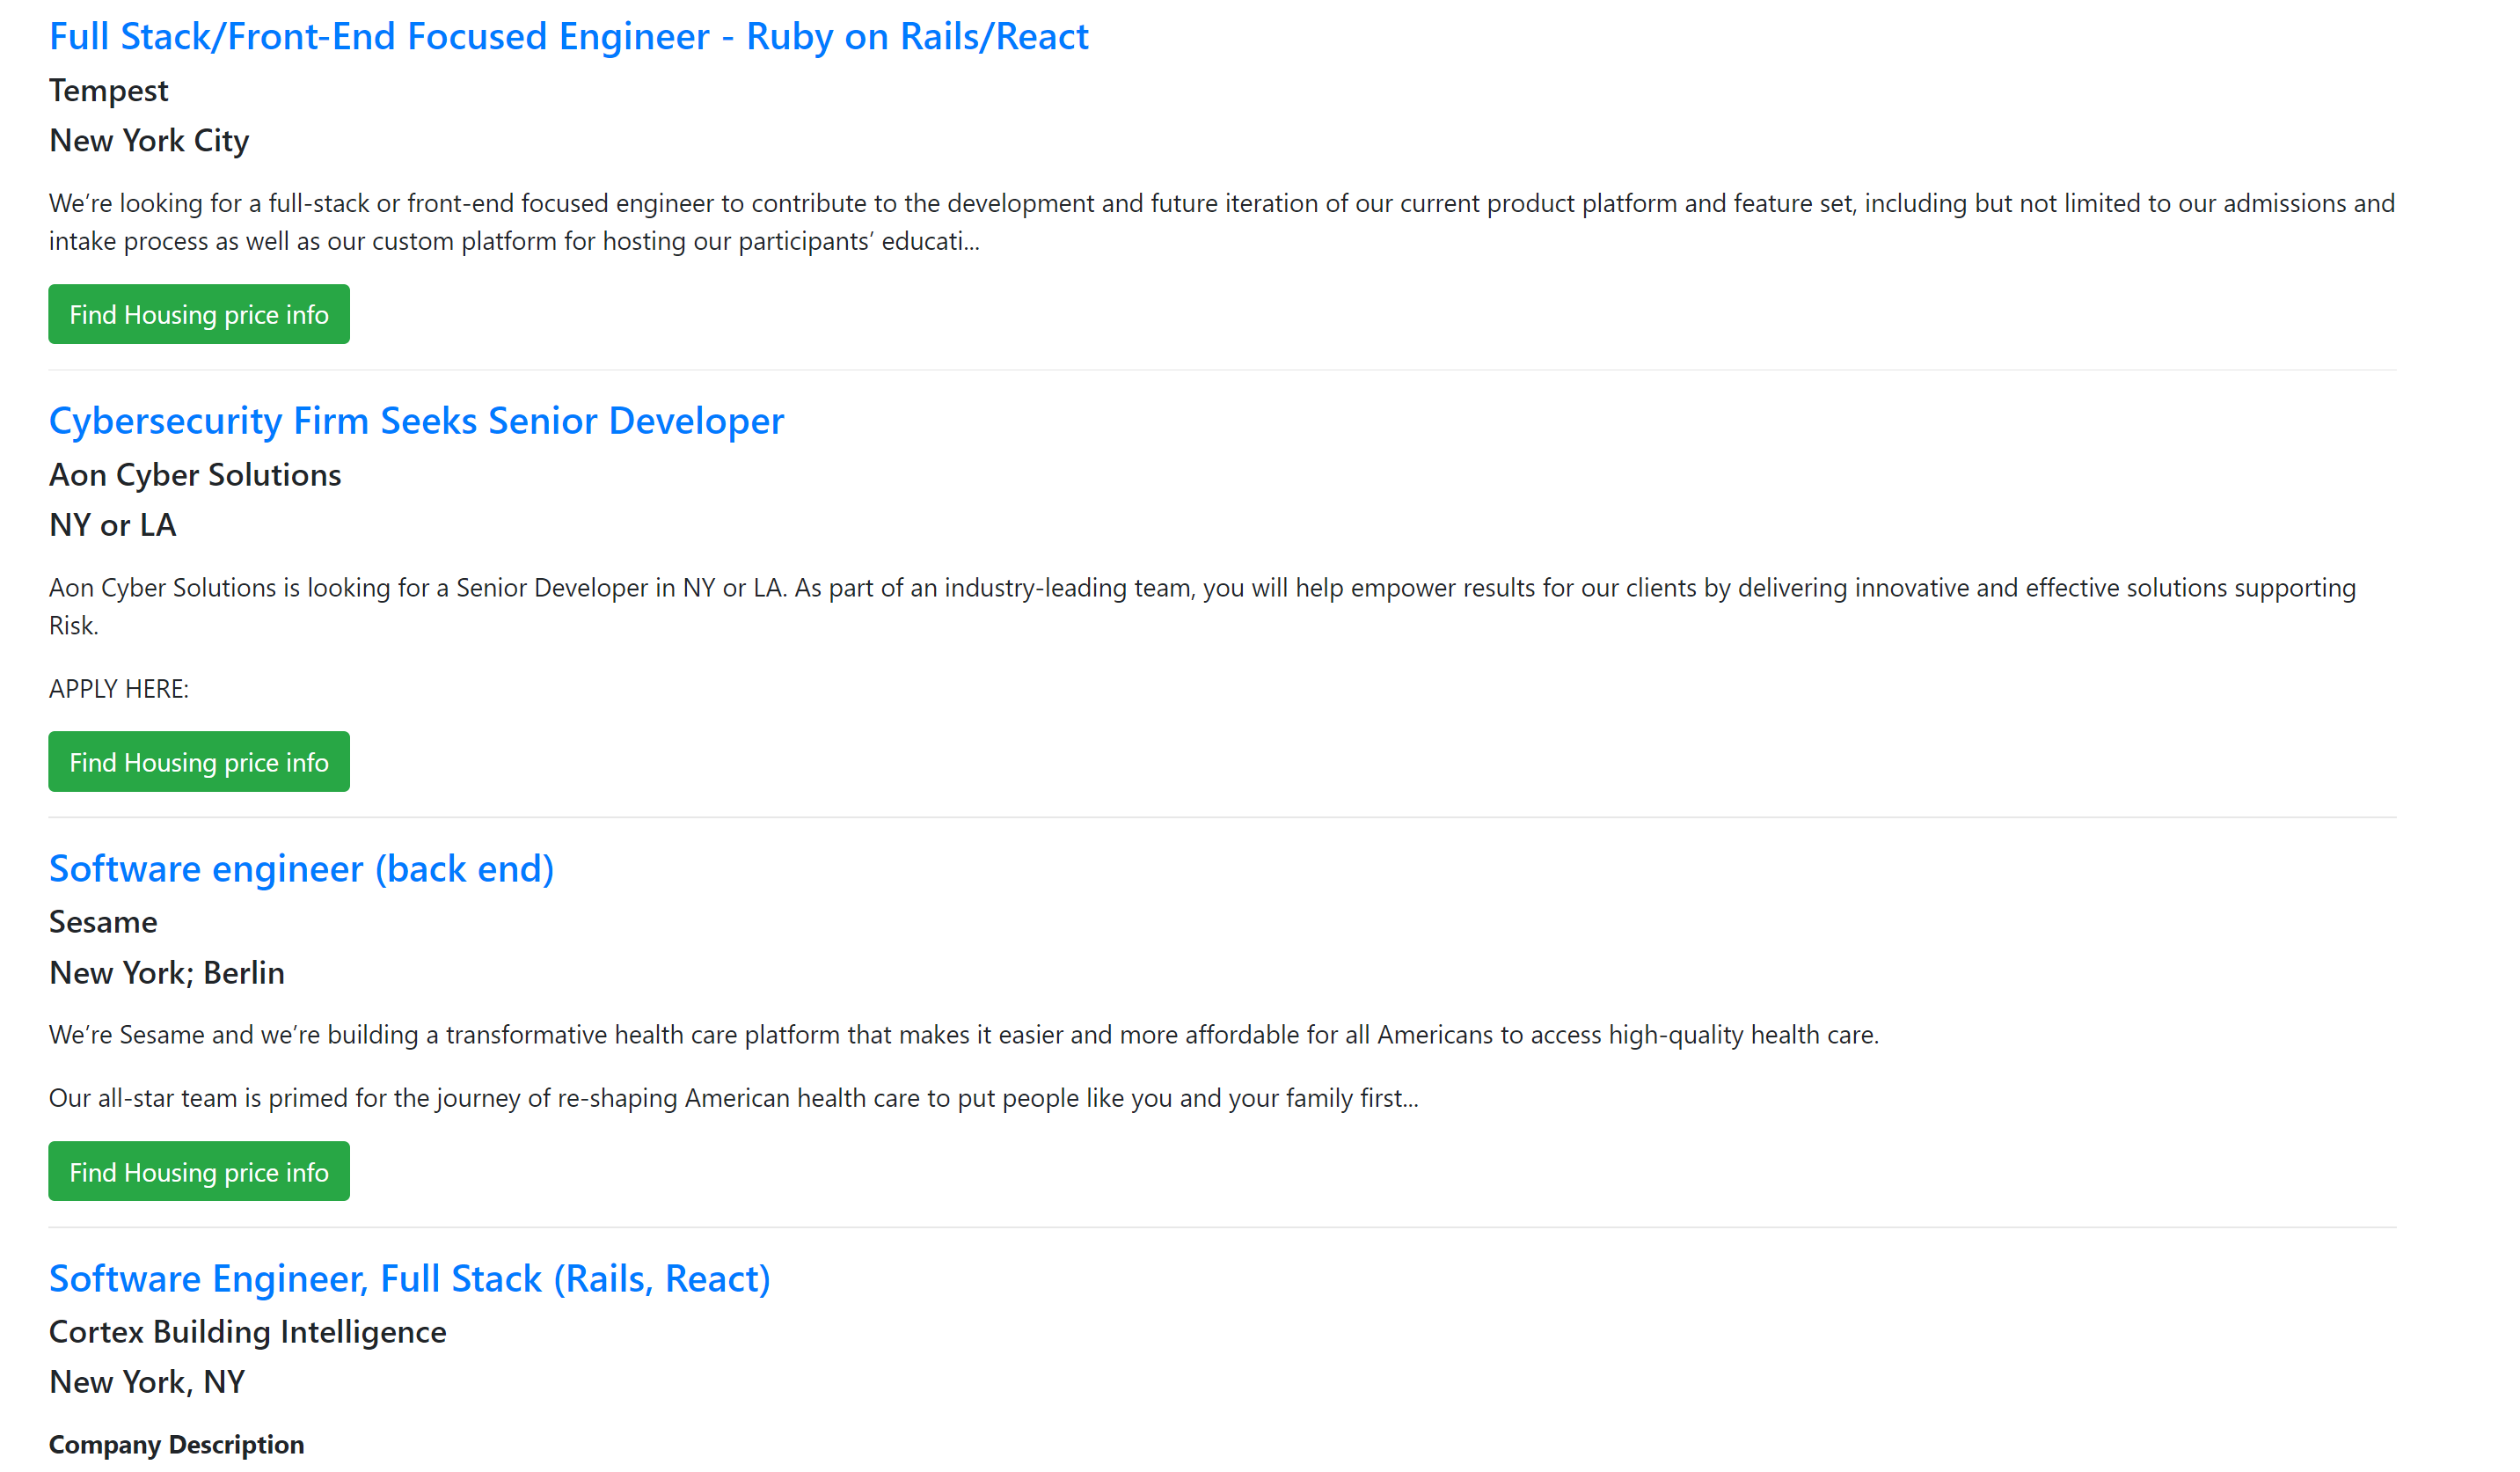 Full Stack/Front-End Focused Engineer - Ruby on Rails/React
Tempest
New York City
We’re looking for a full-stack or front-end focused engineer to contribute to the development and future iteration of our current product platform and feature set, including but not limited to our admissions and
intake process as well as our custom platform for hosting our participants’ educati...
Find Housing price info
Cybersecurity Firm Seeks Senior Developer
Aon Cyber Solutions
NY or LA
Aon Cyber Solutions is looking for a Senior Developer in NY or LA. As part of an industry-leading team, you will help empower results for our clients by delivering innovative and effective solutions supporting
Risk.
APPLY HERE:
Find Housing price info
Software engineer (back end)
Sesame
New York; Berlin
We’re Sesame and we’re building a transformative health care platform that makes it easier and more affordable for all Americans to access high-quality health care.
Our all-star team is primed for the journey of re-shaping American health care to put people like you and your family first...
Find Housing price info
Software Engineer, Full Stack (Rails, React)
Cortex Building Intelligence
New York, NY
Company Description